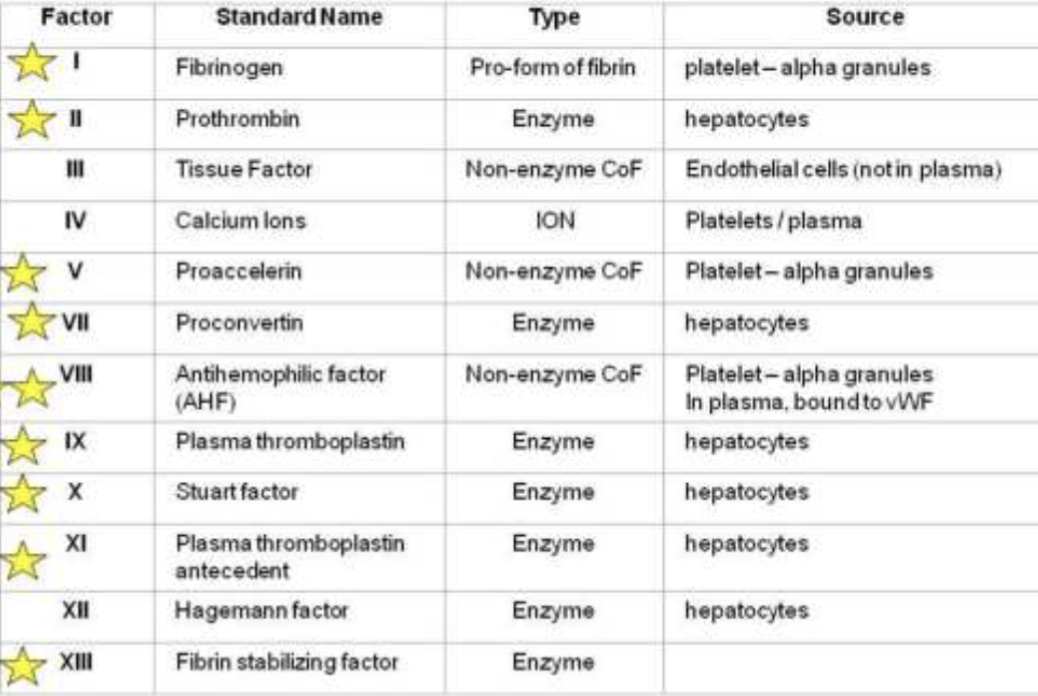 Factor Standard Name Type Source
I Fibrinogen Pro-form of fibrin platelet – alpha granules
II Prothrombin Enzyme hepatocytes
III Tissue Factor Non-enzyme CoF Endothelial cells (not in plasma)
IV Calcium Ions ION Platelets / plasma
V Proaccelerin Non-enzyme CoF Platelet – alpha granules
VII Proconvertin Enzyme hepatocytes
VIII Antihemophilic factor Non-enzyme CoF Platelet – alpha granules
(AHF) In plasma, bound to vWF
IX Plasma thromboplastin Enzyme hepatocytes
X Stuart factor Enzyme hepatocytes
XI Plasma thromboplastin Enzyme hepatocytes
antecedent
XII Hagemann factor Enzyme hepatocytes
XIII Fibrin stabilizing factor Enzyme